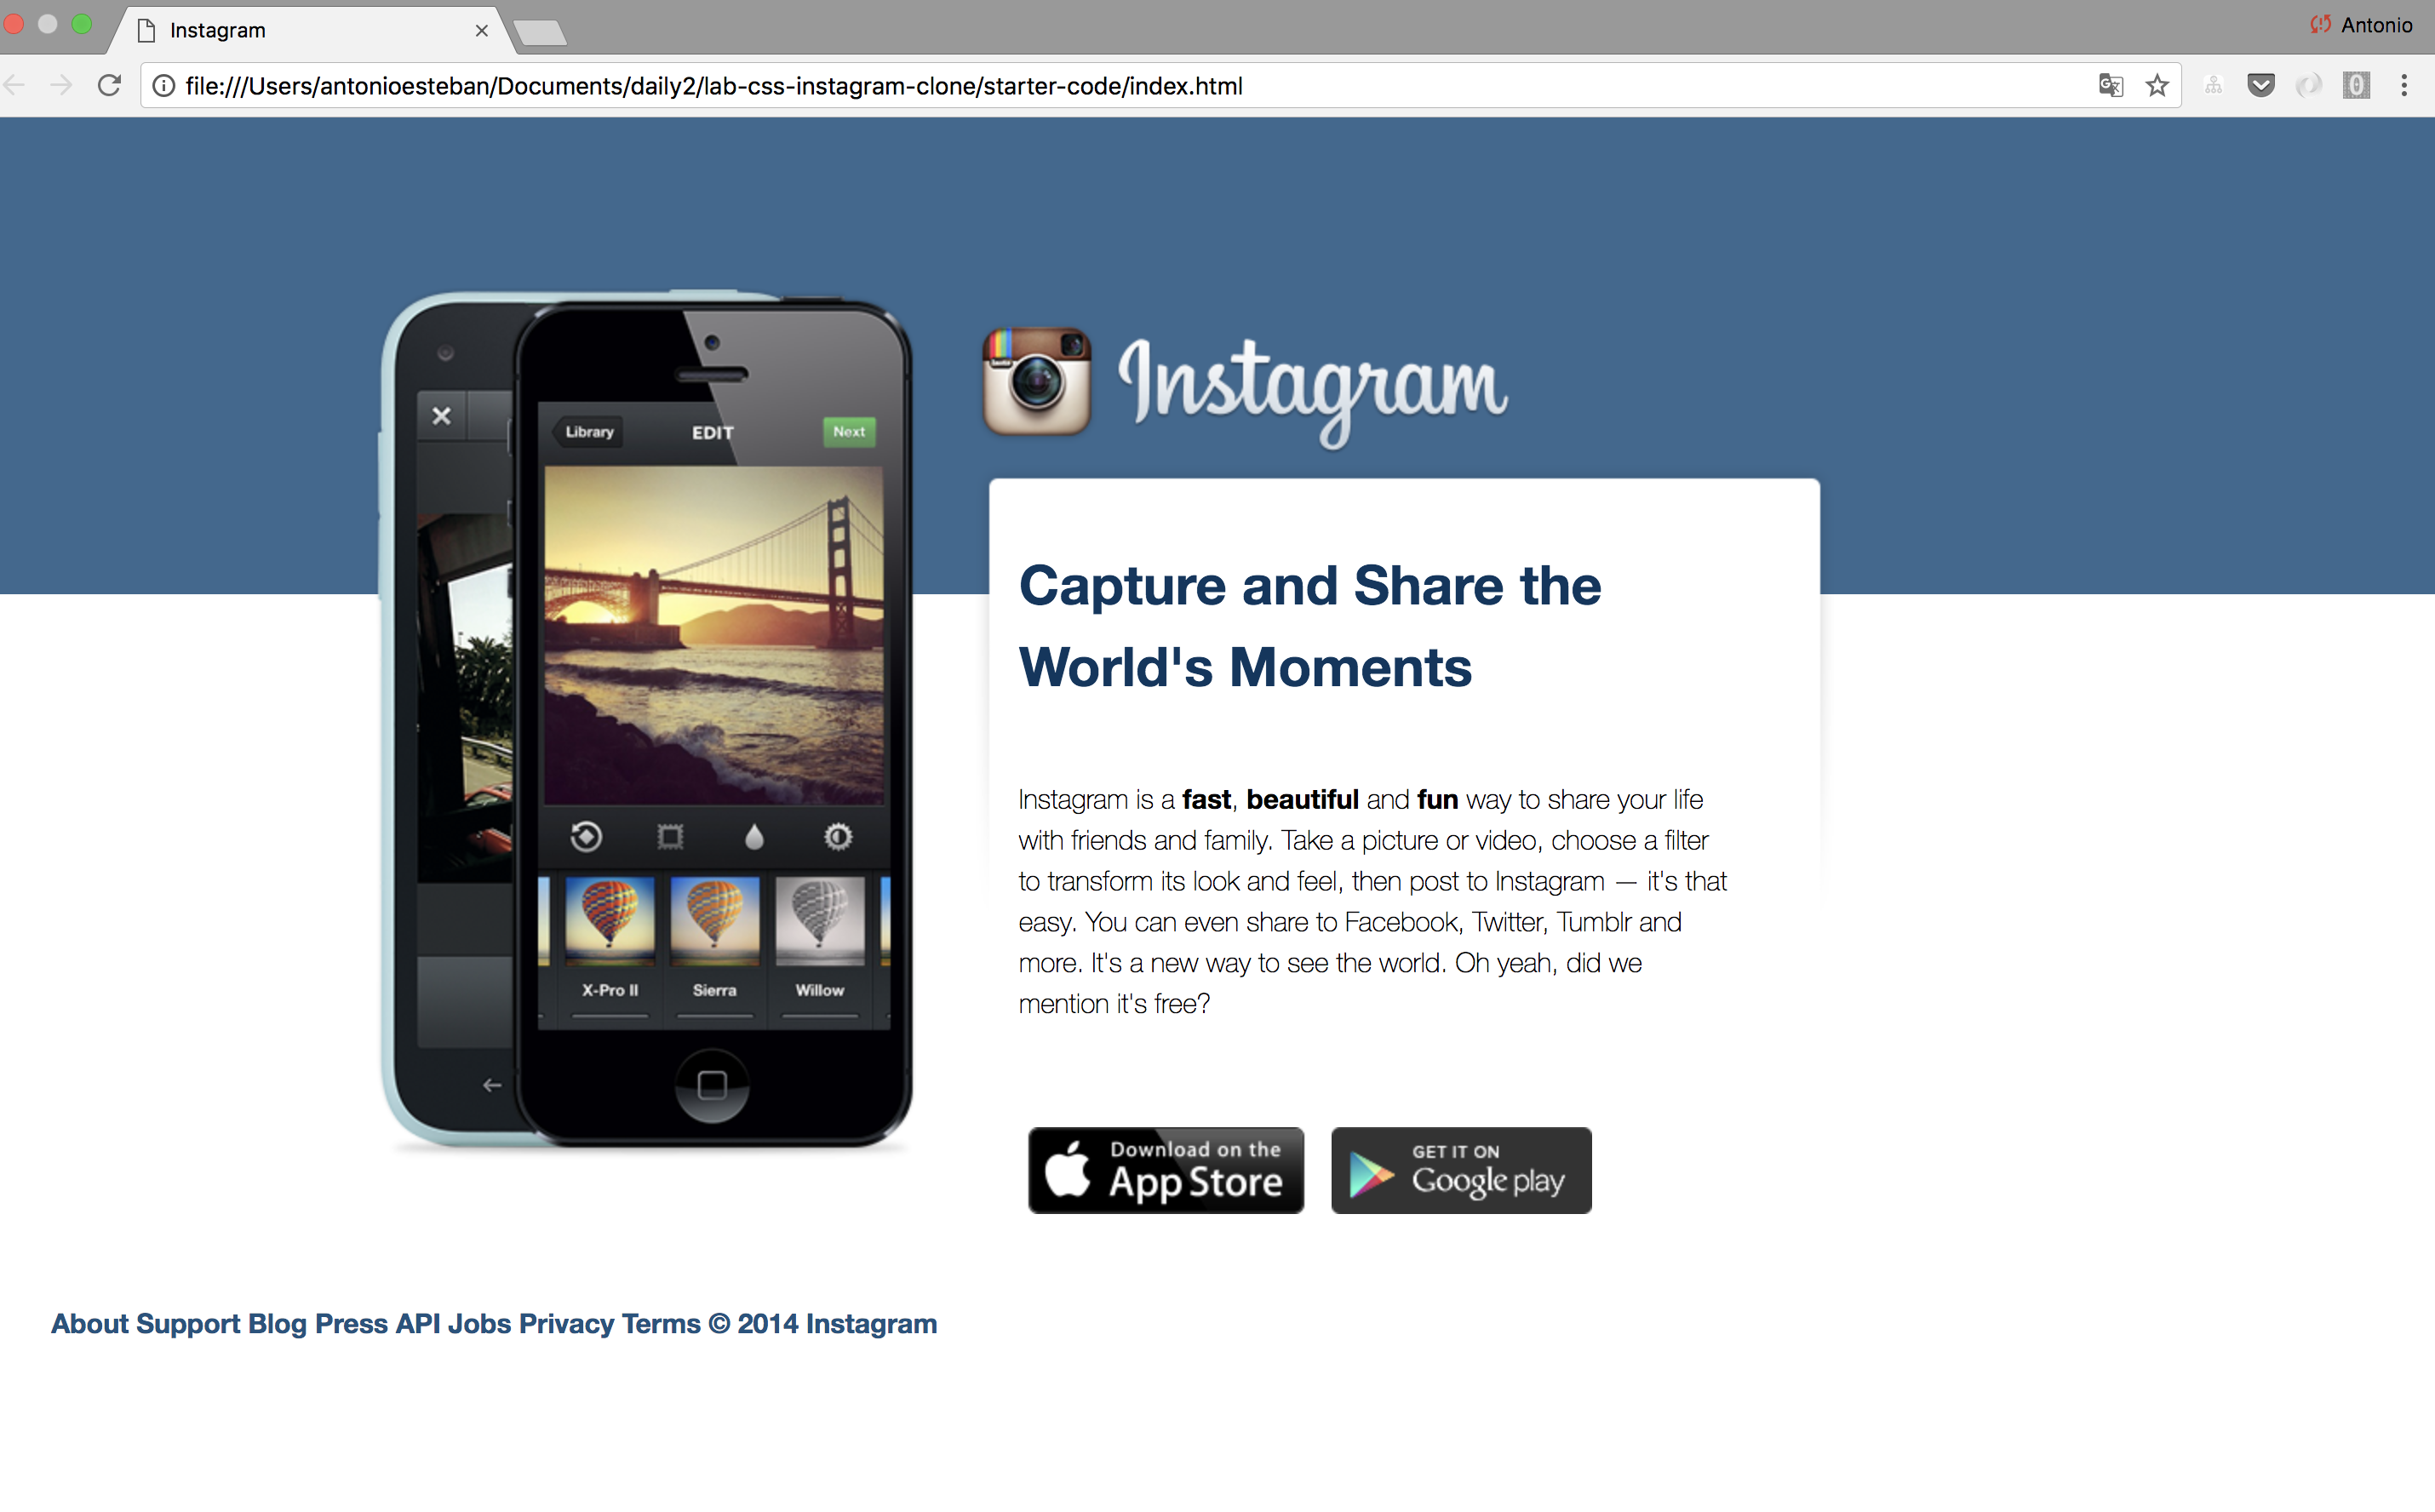 Instagram
Antonio
file:///Users/antonioesteban/Documents/daily2/lab-css-instagram-clone/starter-code/index.html
Instagram
Library
EDIT
Next
X-Pro II
Sierra
Willow
Capture and Share the
World's Moments
Instagram is a fast, beautiful and fun way to share your life
with friends and family. Take a picture or video, choose a filter
to transform its look and feel, then post to Instagram — it's that
easy. You can even share to Facebook, Twitter, Tumblr and
more. It's a new way to see the world. Oh yeah, did we
mention it's free?
Download on the
App Store
GET IT ON
Google play
About Support Blog Press API Jobs Privacy Terms © 2014 Instagram